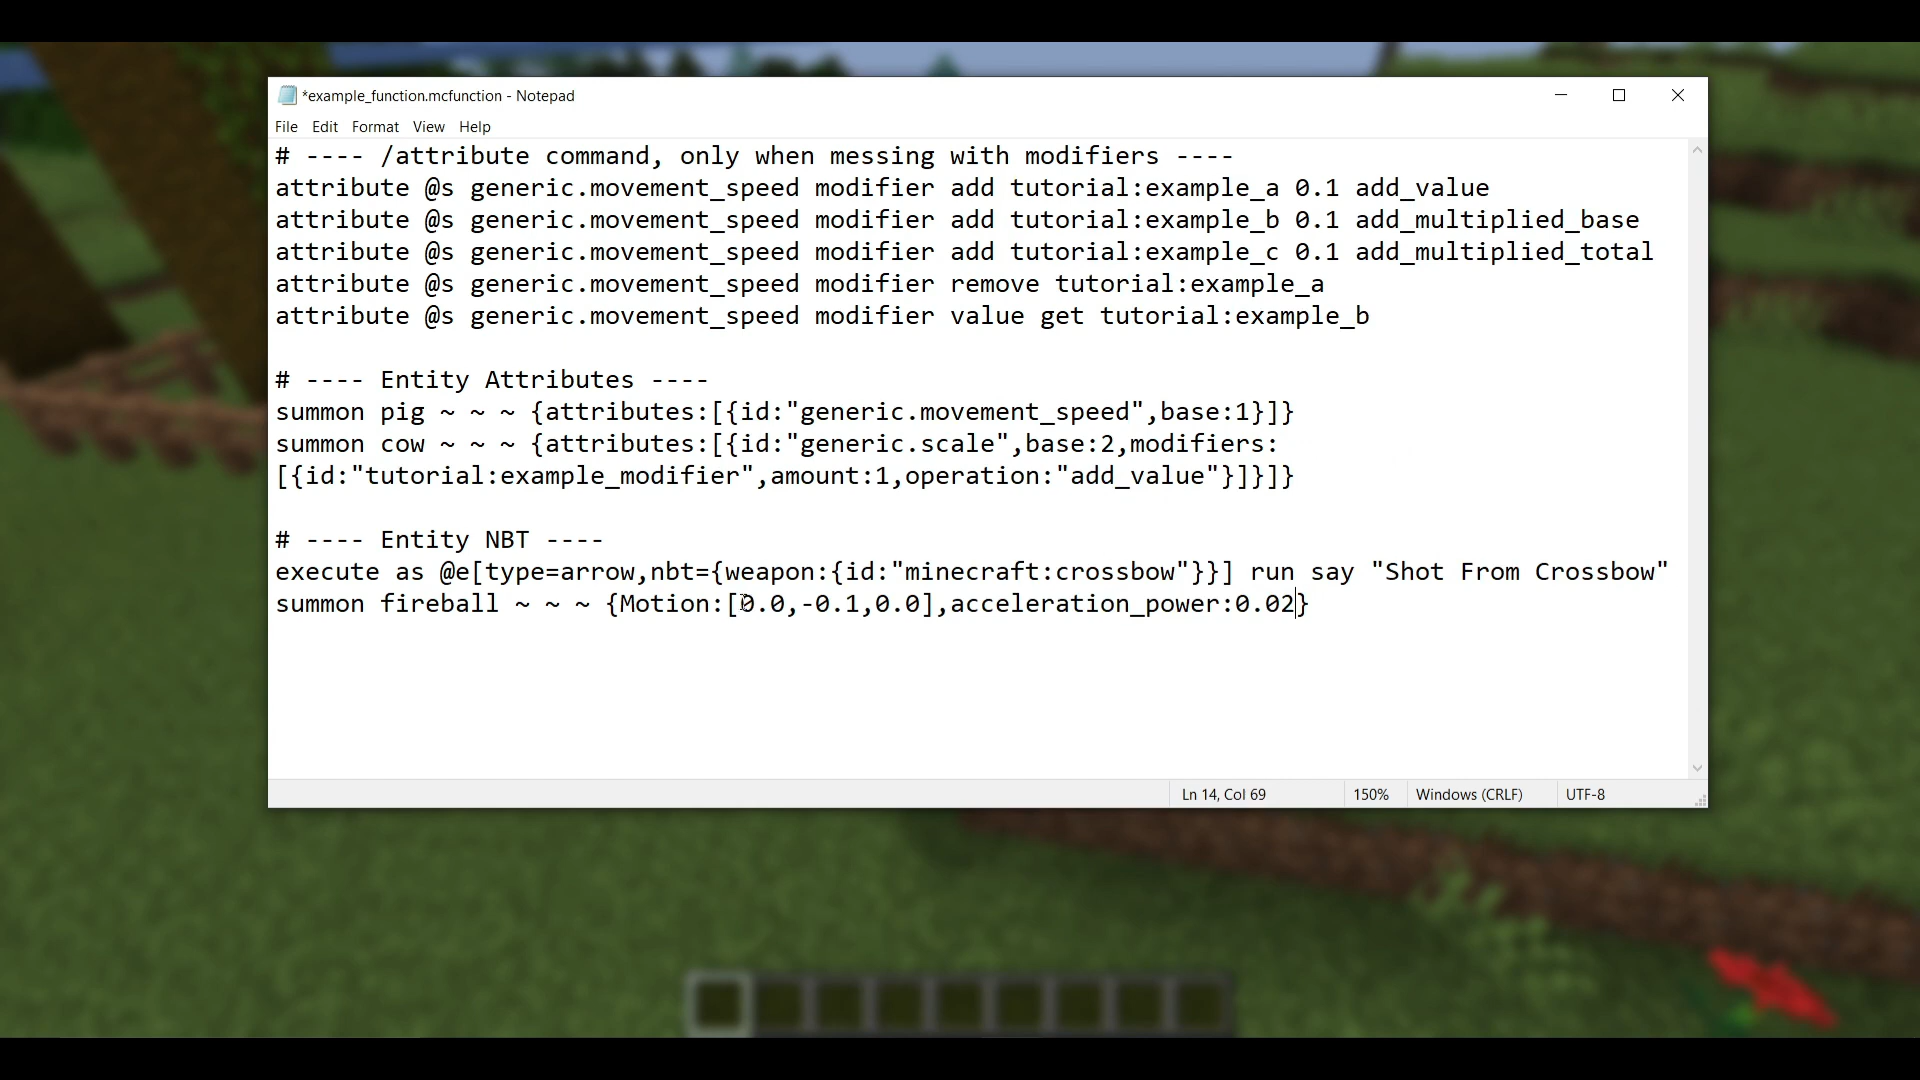 *example_function.mcfunction - Notepad
File Edit Format View Help
# ---- /attribute command, only when messing with modifiers ----
attribute @s generic.movement_speed modifier add tutorial:example_a 0.1 add_value
attribute @s generic.movement_speed modifier add tutorial:example_b 0.1 add_multiplied_base
attribute @s generic.movement_speed modifier add tutorial:example_c 0.1 add_multiplied_total
attribute @s generic.movement_speed modifier remove tutorial:example_a
attribute @s generic.movement_speed modifier value get tutorial:example_b
# ---- Entity Attributes ----
summon pig ~ ~ ~ {attributes:[{id:"generic.movement_speed",base:1}]}
summon cow ~ ~ ~ {attributes:[{id:"generic.scale",base:2,modifiers:
[{id:"tutorial:example_modifier",amount:1,operation:"add_value"}]}]}
# ---- Entity NBT ----
execute as @e[type=arrow,nbt={weapon:{id:"minecraft:crossbow"}}] run say "Shot From Crossbow"
summon fireball ~ ~ ~ {Motion:[0.0,-0.1,0.0],acceleration_power:0.02}
Ln 14, Col 69 150% Windows (CRLF) UTF-8